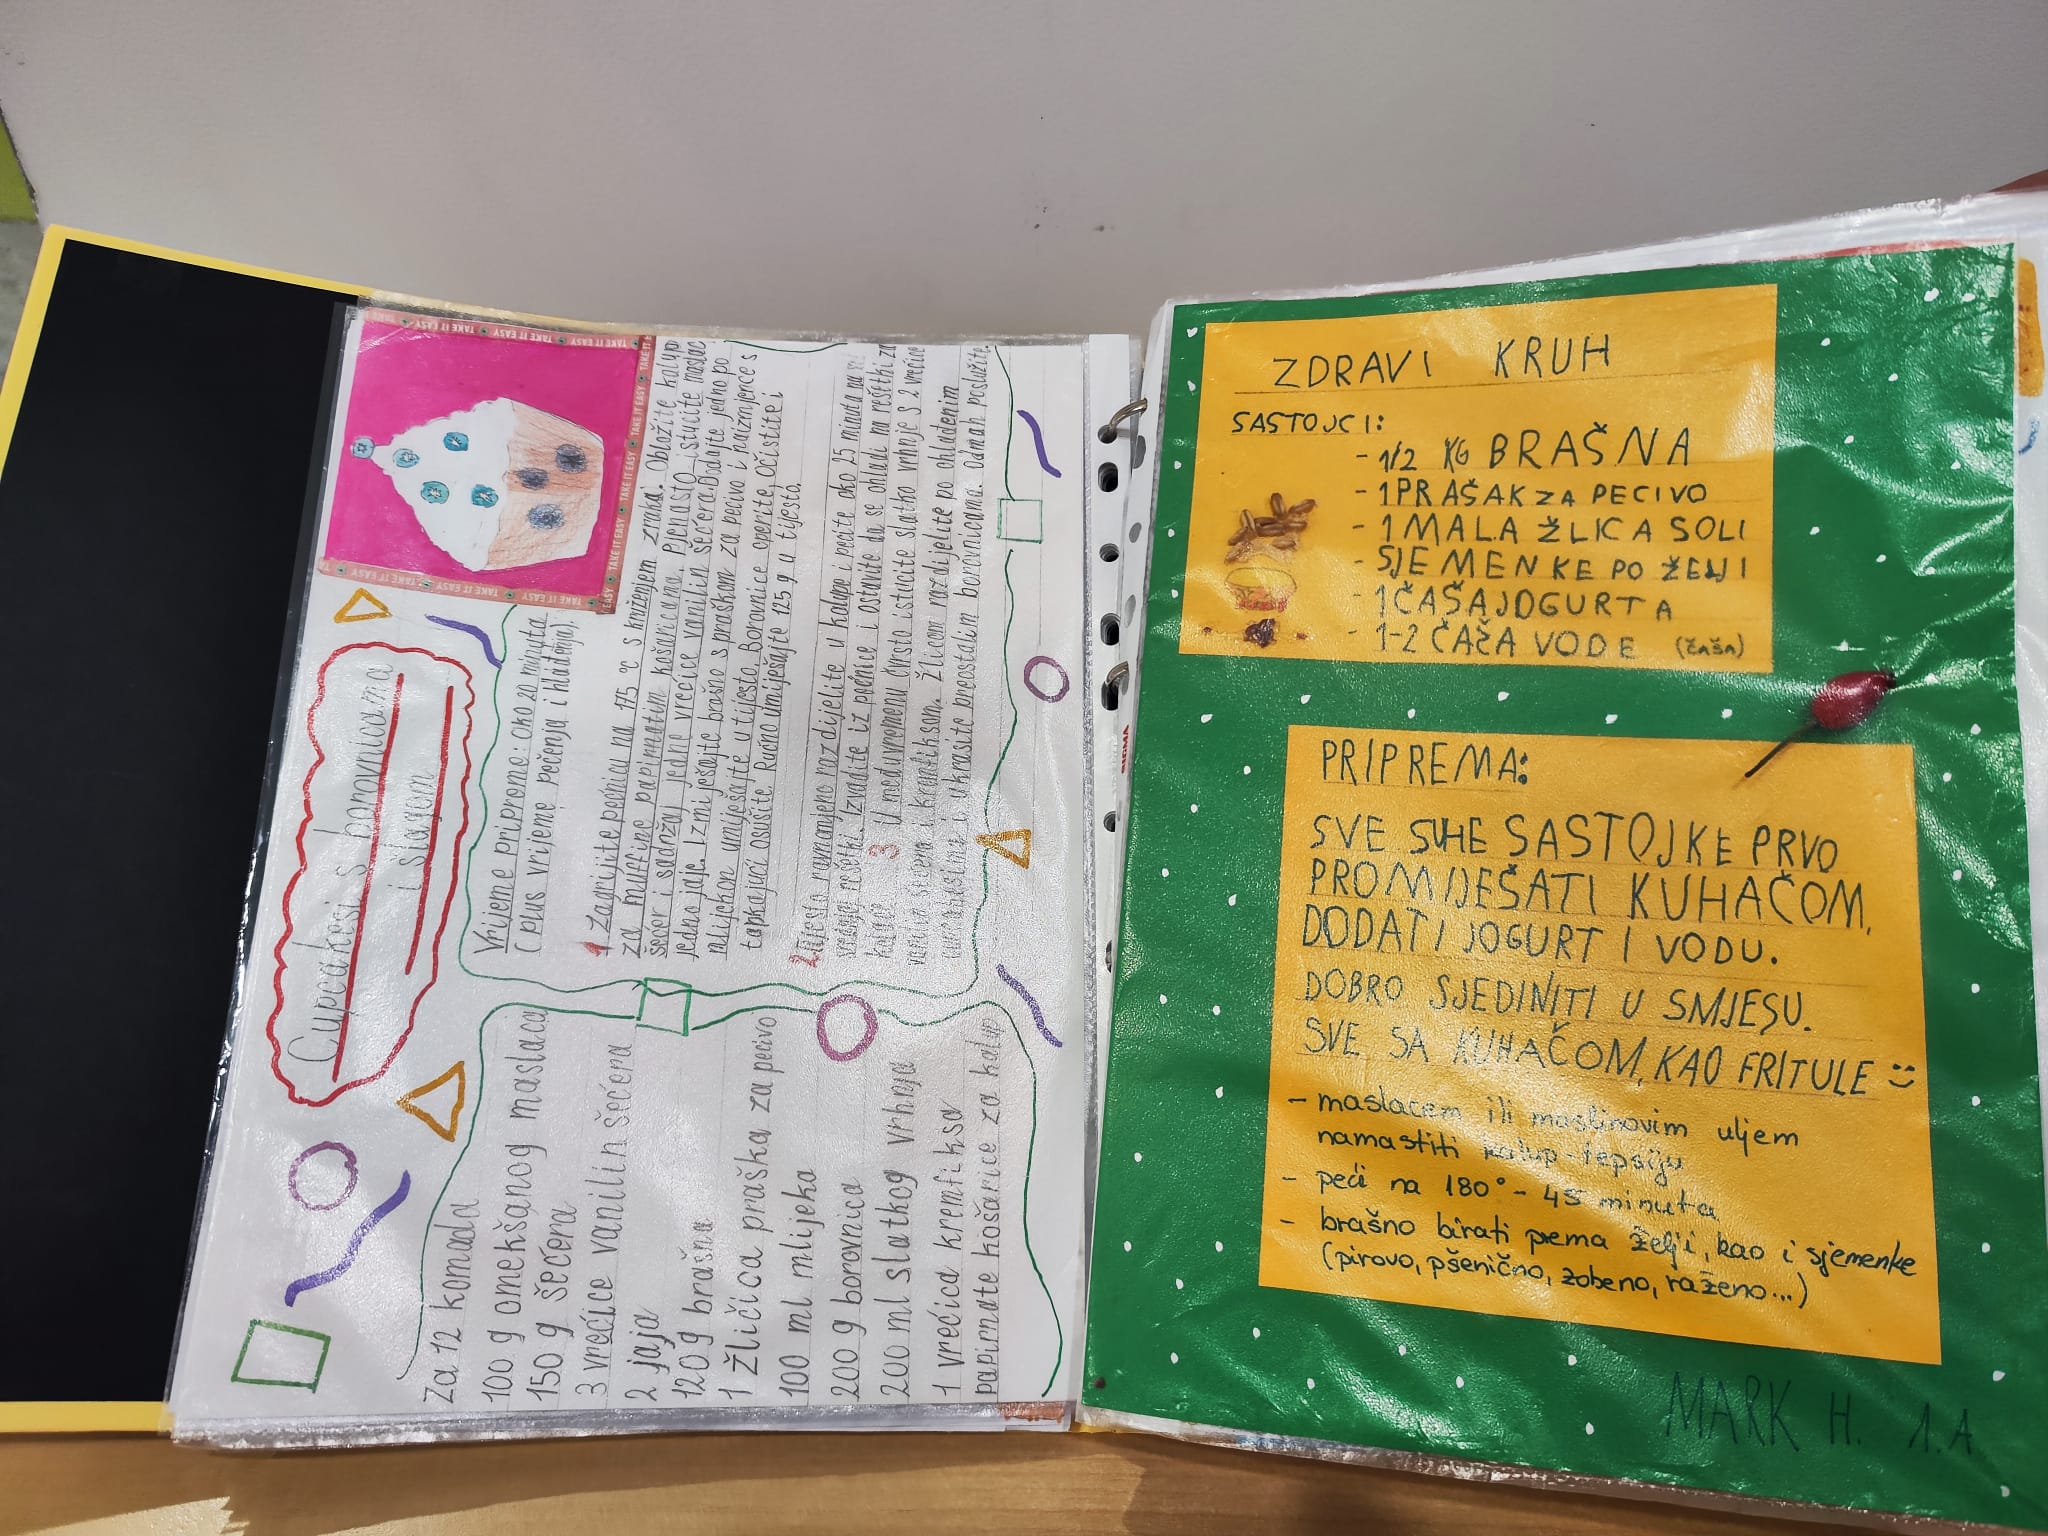 Cupcakesi s borovnicama
i šlagom
TAKE IT EASY
Vrijeme pripreme: oko 20 minuta
(plus vrijeme pečenja i hlađenja).
1 Zagrijte pećnicu na 175 °C s kruženjem zraka. Obložite kalup
za muffine papirnatim košaricama. Pjenasto istucite maslac
šećer i sadržaj jedne vrećice vanilin šećera. Dodajte jedno po
jedno jaje. Izmiješajte brašno s praškom za pecivo i naizmjence s
mlijekom umiješajte u tijesto. Borovnice operite, očistite i
tapkajući osušite. Ručno umiješajte 125 g u tijesto.
2. Tijesto ravnomjerno razdijelite u kalupe i pecite oko 25 minuta na
srednjoj rešetki. Izvadite iz pećnice i ostavite da se ohladi na rešetki za
kolače. 3 U međuvremenu čvrsto istucite slatko vrhnje s 2 vrećice
vanilin šećera i kremfiksom. Žlicom razdijelite po ohlađenim
cupcakesima i ukrasite preostalim borovnicama. Odmah poslužite.
Za 12 komada
100 g omekšanog maslaca
150 g šećera
3 vrećice vanilin šećera
2 jaja
120 g brašna
1 žličica praška za pecivo
100 ml mlijeka
200 g borovnica
200 ml slatkog vrhnja
1 vrećica kremfiksa
papirnate košarice za kalup
ZDRAVI KRUH
SASTOJCI:
- 1/2 KG BRAŠNA
- 1 PRAŠAK ZA PECIVO
- 1 MALA ŽLICA SOLI
- SJEMENKE PO ŽELJI
- 1 ČAŠA JOGURTA
- 1-2 ČAŠA VODE (ČAŠA)
PRIPREMA:
SVE SUHE SASTOJKE PRVO
PROMIJEŠATI KUHAČOM,
DODATI JOGURT I VODU.
DOBRO SJEDINITI U SMJESU.
SVE SA KUHAČOM, KAO FRITULE
- maslacem ili maslinovim uljem
namastiti kalup-tepsiju
- peći na 180° - 45 minuta
- brašno birati prema želji, kao i sjemenke
(pirovo, pšenično, zobeno, raženo...)
MARK H. 1.A